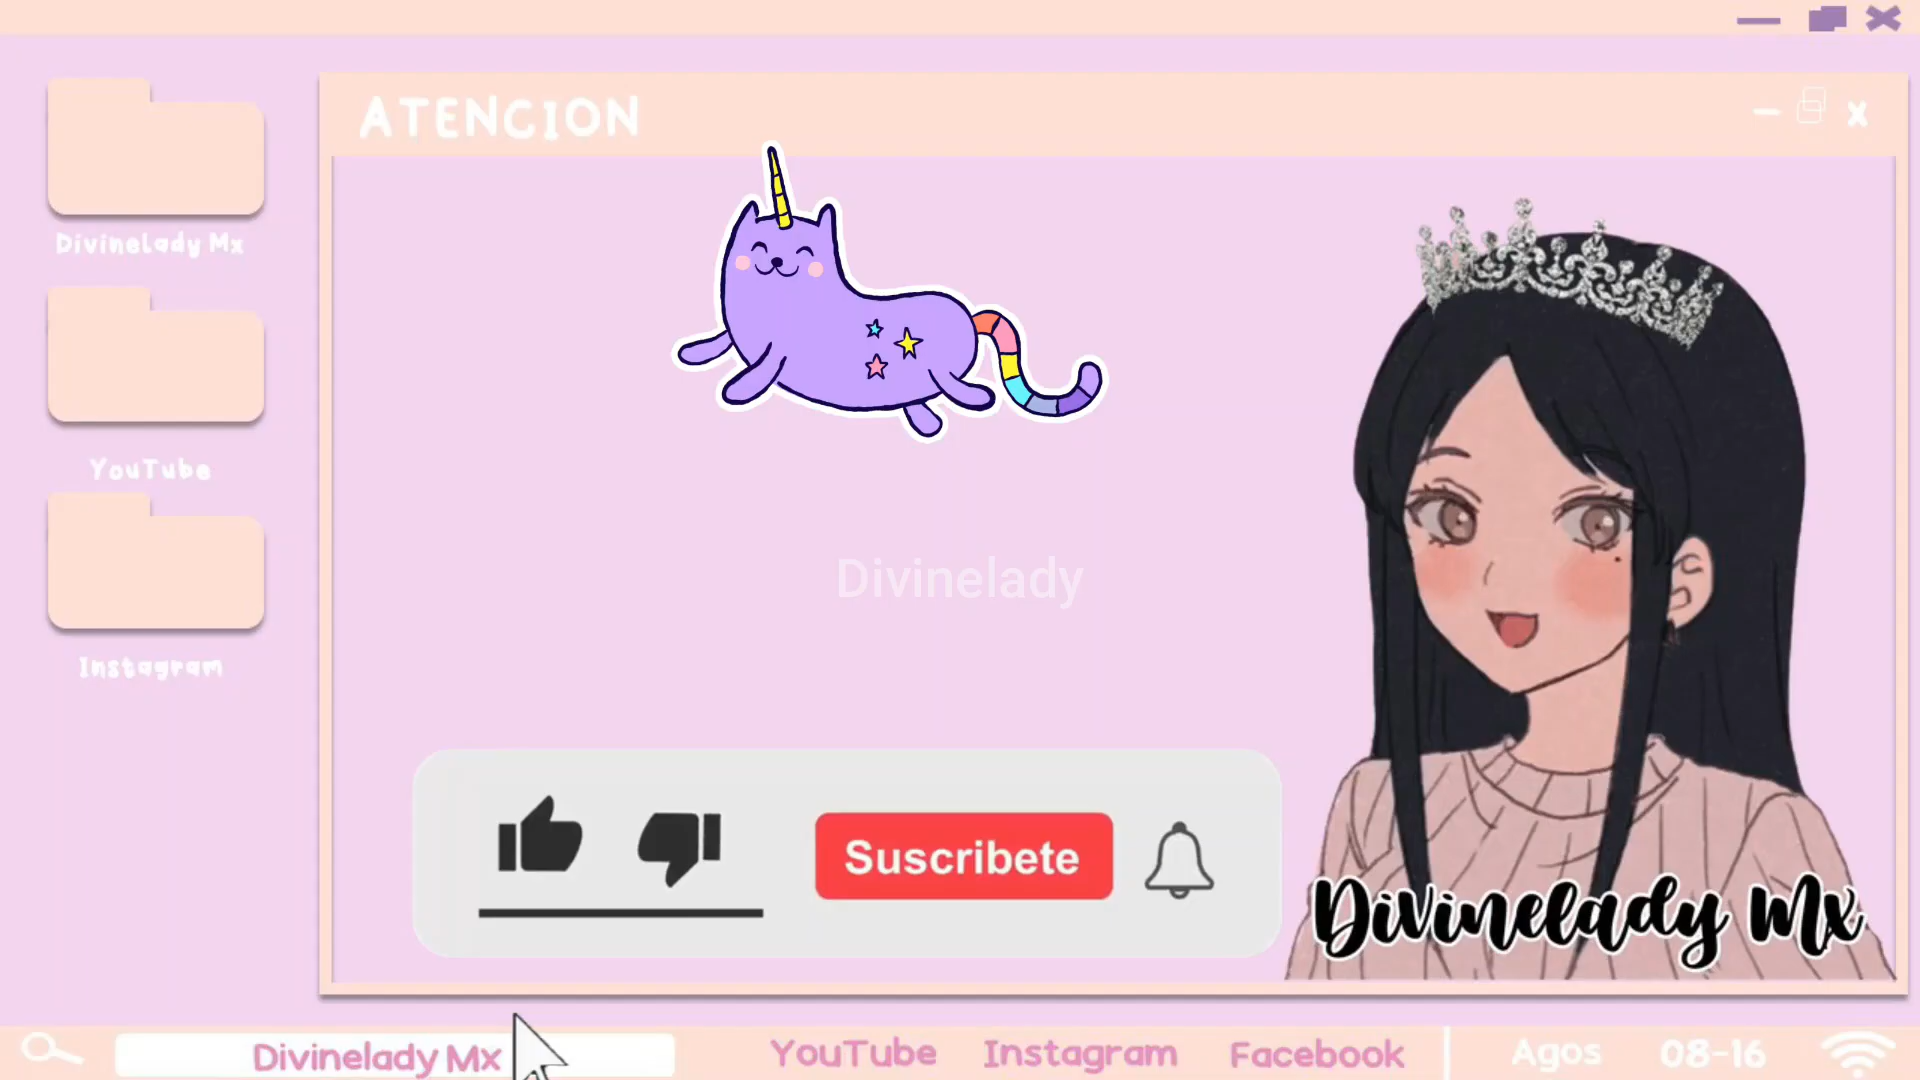 ATENCION
Divinelady Mx
YouTube
Instagram
Divinelady
Suscribete
Divinelady Mx
Divinelady Mx
YouTube
Instagram
Facebook
Agos
08-16